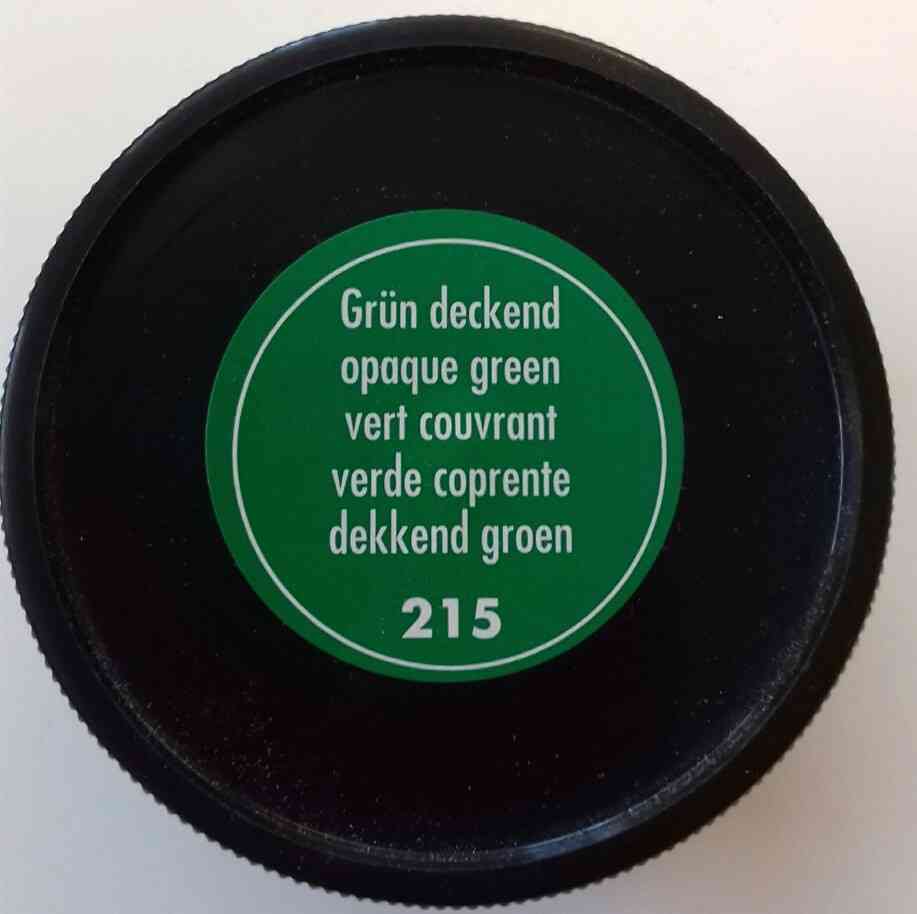 Grün deckend
opaque green
vert couvrant
verde coprente
dekkend groen
215